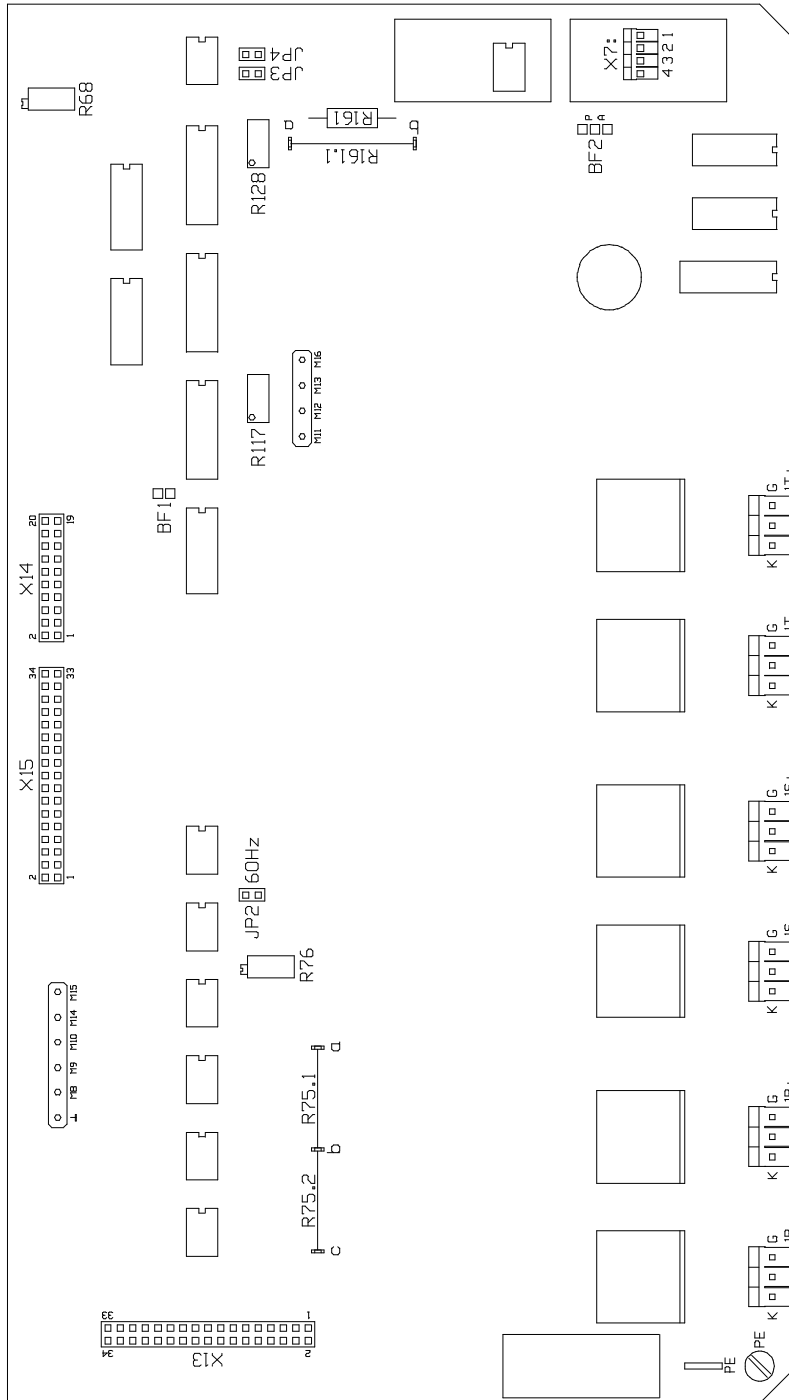 JP4
JP3
X7:
4321
R68
R161
a
b
R161.1
R128
P
A
BF2
M16
M13
M12
M11
R117
BF1
20
19
X14
2
1
34
33
X15
2
1
G
K
G
K
G
K
G
K
G
K
G
K
60Hz
JP2
R76
M15
M14
M10
M9
M8
a
R75.1
b
R75.2
c
33
1
34
2
X13
PE
PE